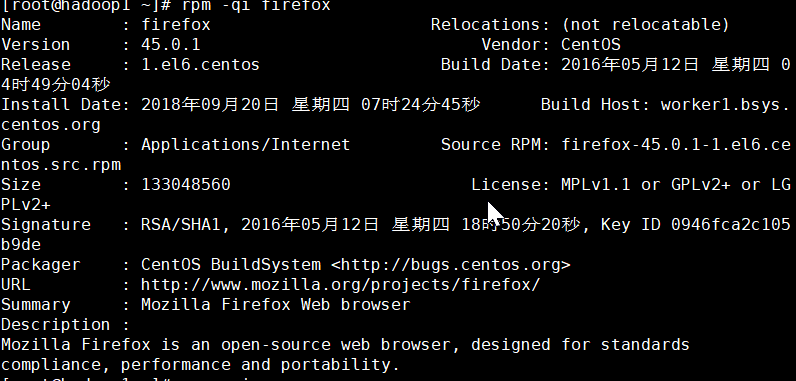 [root@hadoop1 ~]# rpm -qi firefox
Name        : firefox                      Relocations: (not relocatable)
Version     : 45.0.1                            Vendor: CentOS
Release     : 1.el6.centos                  Build Date: 2016年05月12日 星期四 0
4时49分04秒
Install Date: 2018年09月20日 星期四 07时24分45秒      Build Host: worker1.bsys.
centos.org
Group       : Applications/Internet         Source RPM: firefox-45.0.1-1.el6.ce
ntos.src.rpm
Size        : 133048560                        License: MPLv1.1 or GPLv2+ or LG
PLv2+
Signature   : RSA/SHA1, 2016年05月12日 星期四 18时50分20秒, Key ID 0946fca2c105
b9de
Packager    : CentOS BuildSystem <http://bugs.centos.org>
URL         : http://www.mozilla.org/projects/firefox/
Summary     : Mozilla Firefox Web browser
Description :
Mozilla Firefox is an open-source web browser, designed for standards
compliance, performance and portability.